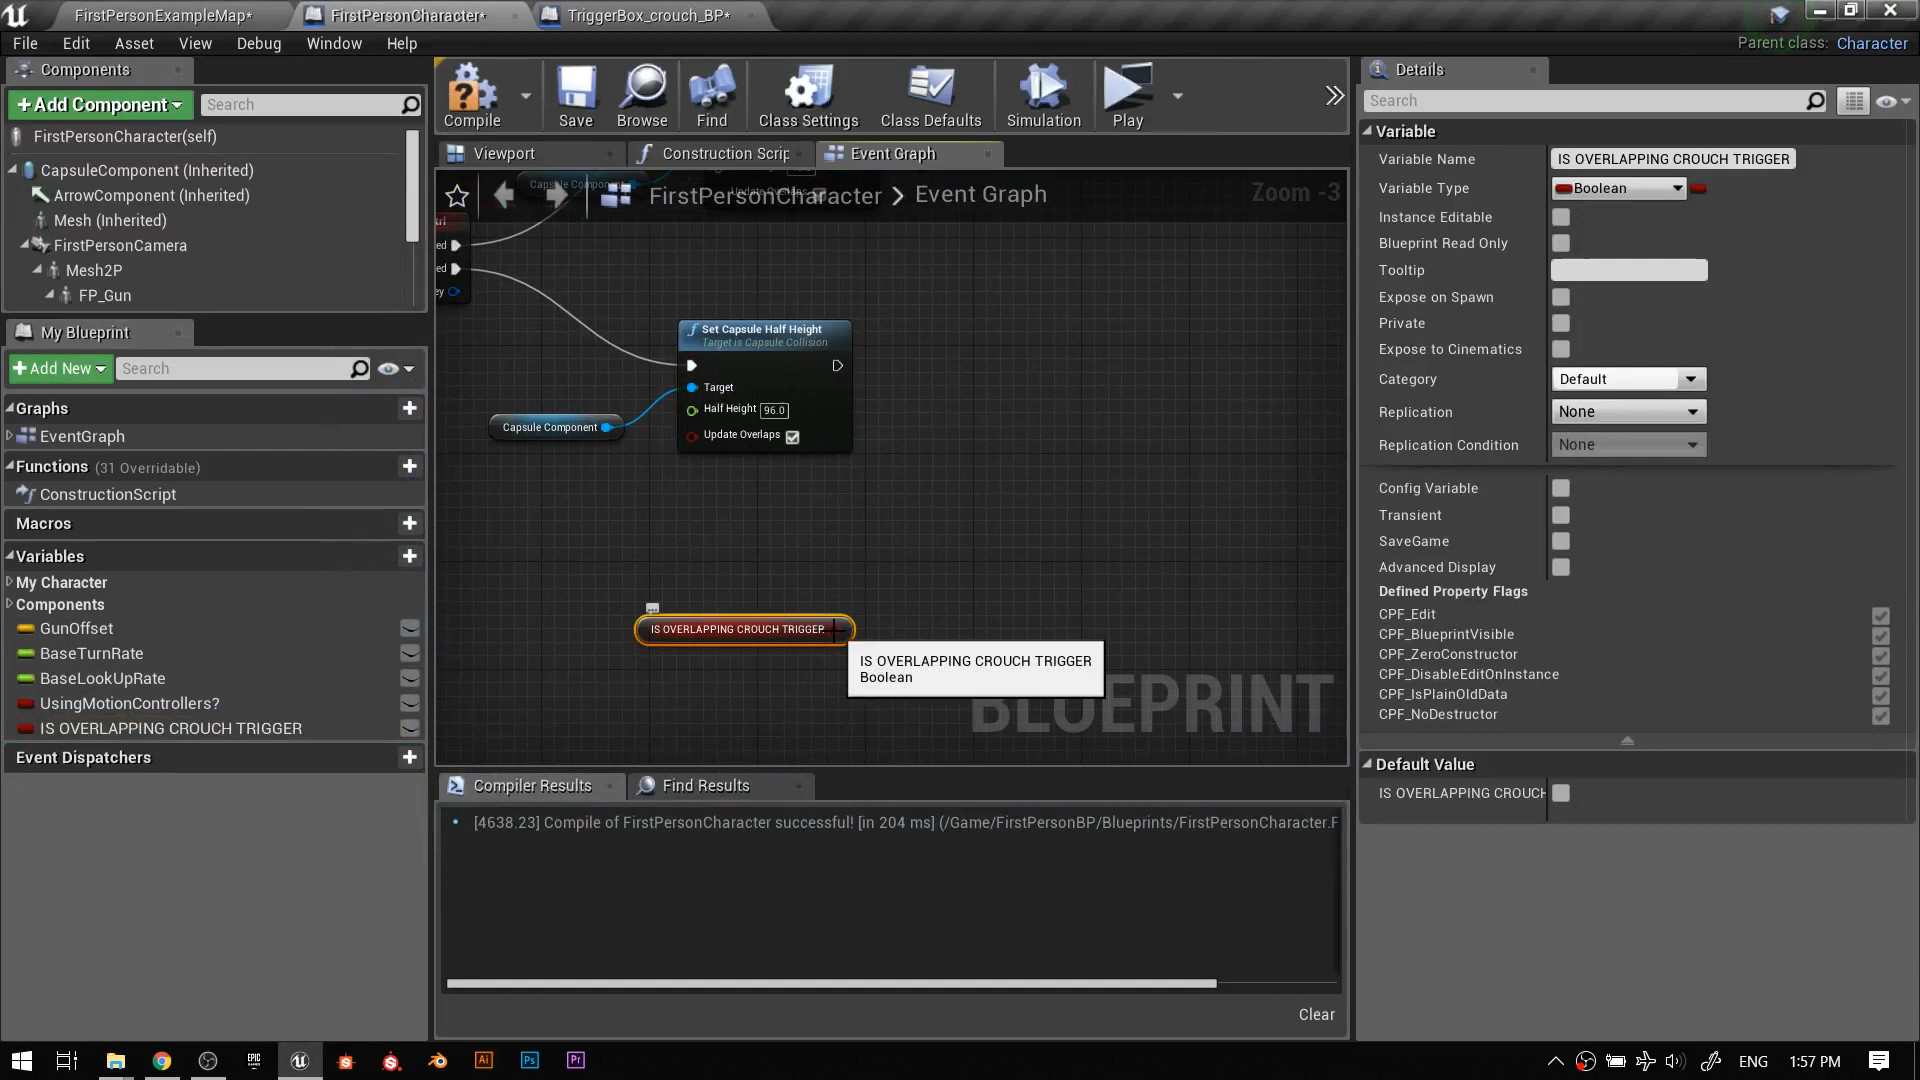 FirstPersonExampleMap*
FirstPersonCharacter*
TriggerBox_crouch_BP*
File Edit Asset View Debug Window Help
Parent class: Character
Components
+Add Component
Search
FirstPersonCharacter(self)
CapsuleComponent (Inherited)
ArrowComponent (Inherited)
Mesh (Inherited)
FirstPersonCamera
Mesh2P
FP_Gun
My Blueprint
+Add New
Search
Graphs
EventGraph
Functions (31 Overridable)
ConstructionScript
Macros
Variables
My Character
Components
GunOffset
BaseTurnRate
BaseLookUpRate
UsingMotionControllers?
IS OVERLAPPING CROUCH TRIGGER
Event Dispatchers
Compile Save Browse Find Class Settings Class Defaults Simulation Play
Viewport
Construction Scrip
Event Graph
FirstPersonCharacter > Event Graph
Zoom -3
ed
ed
ey
Set Capsule Half Height
Target is Capsule Collision
Target
Half Height 96.0
Update Overlaps
Capsule Component
IS OVERLAPPING CROUCH TRIGGER
IS OVERLAPPING CROUCH TRIGGER
Boolean
BLUEPRINT
Compiler Results
Find Results
[4638.23] Compile of FirstPersonCharacter successful! [in 204 ms] (/Game/FirstPersonBP/Blueprints/FirstPersonCharacter.F
Clear
Details
Search
Variable
Variable Name IS OVERLAPPING CROUCH TRIGGER
Variable Type Boolean
Instance Editable
Blueprint Read Only
Tooltip
Expose on Spawn
Private
Expose to Cinematics
Category Default
Replication None
Replication Condition None
Config Variable
Transient
SaveGame
Advanced Display
Defined Property Flags
CPF_Edit
CPF_BlueprintVisible
CPF_ZeroConstructor
CPF_DisableEditOnInstance
CPF_IsPlainOldData
CPF_NoDestructor
Default Value
IS OVERLAPPING CROUCH
EPIC
GAMES
Ai
Ps
Pr
ENG
1:57 PM